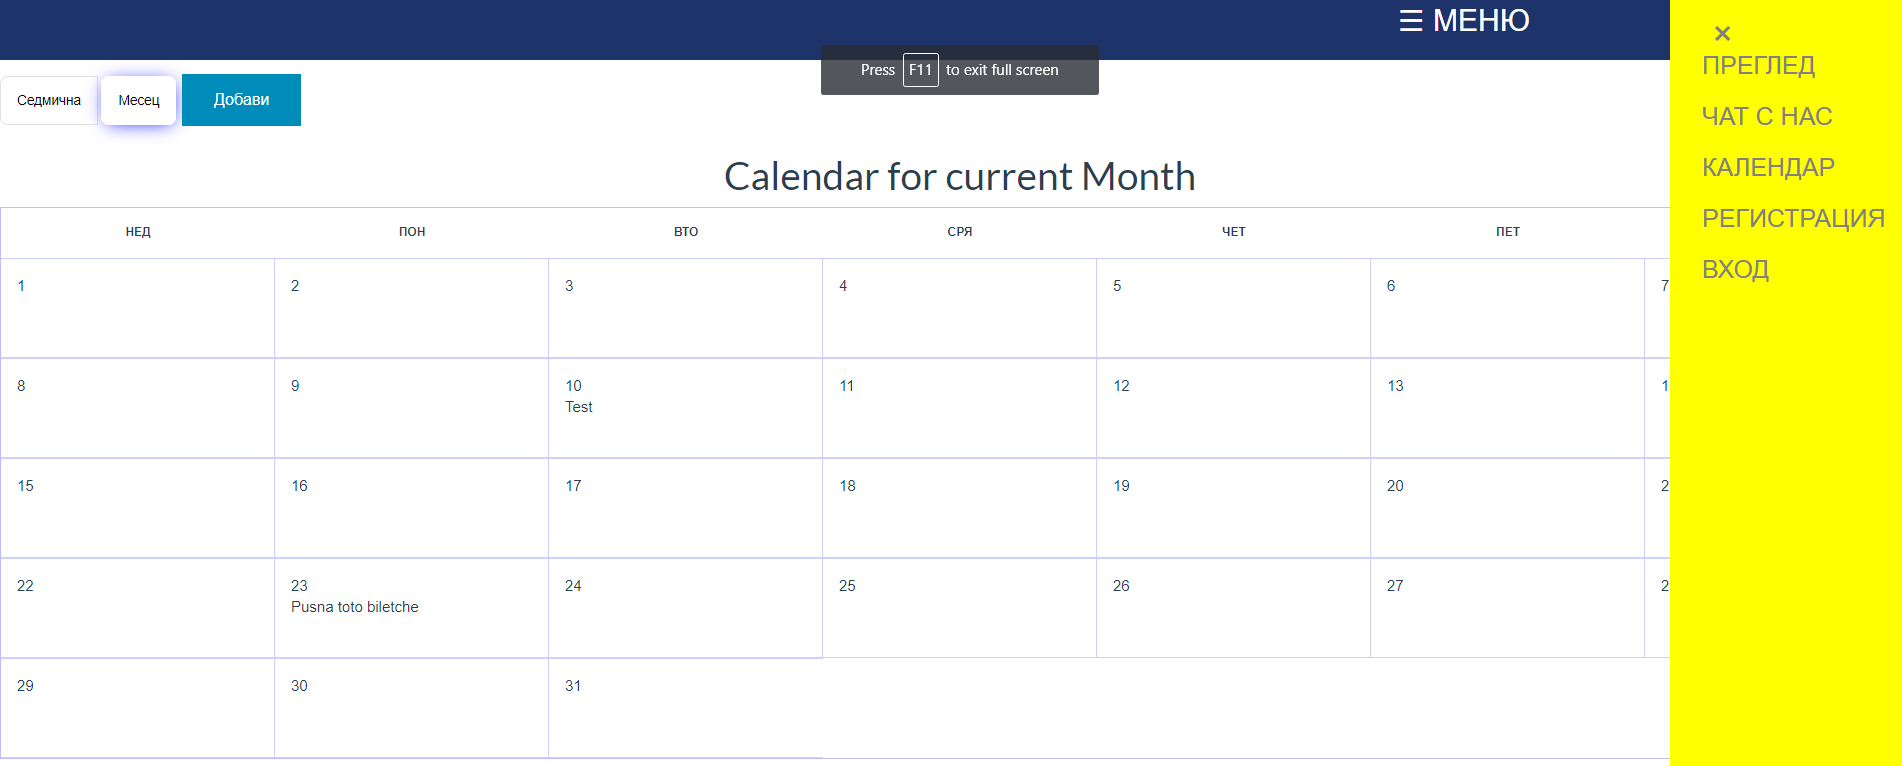 ☰ МЕНЮ
×
Press F11 to exit full screen
ПРЕГЛЕД
Седмична
Месец
Добави
ЧАТ С НАС
КАЛЕНДАР
РЕГИСТРАЦИЯ
ВХОД
Calendar for current Month
НЕД ПОН ВТО СРЯ ЧЕТ ПЕТ
1 2 3 4 5 6 7
8 9 10 11 12 13
Test
15 16 17 18 19 20
22 23 24 25 26 27
Pusna toto biletche
29 30 31